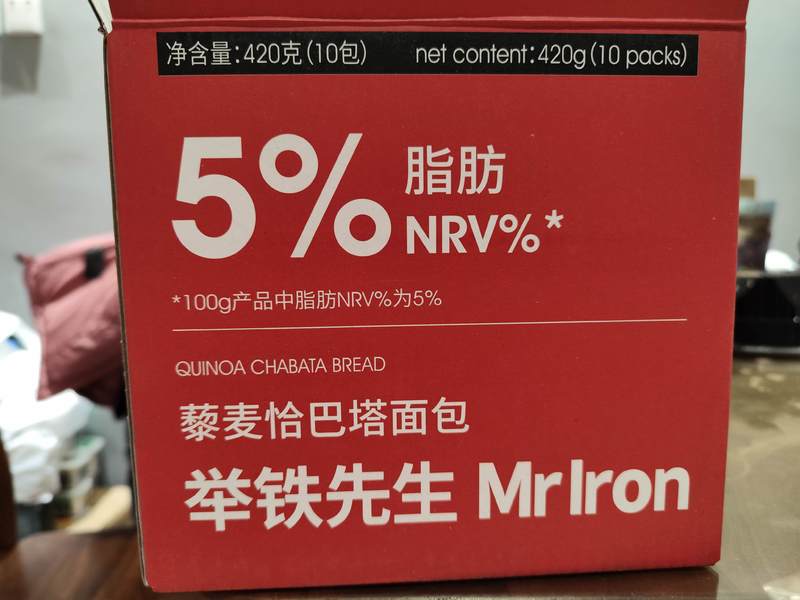 净含量:420克(10包) net content:420g(10 packs)
5% 脂肪
NRV%*
*100g产品中脂肪NRV%为5%
QUINOA CHABATA BREAD
藜麦恰巴塔面包
举铁先生 Mr Iron